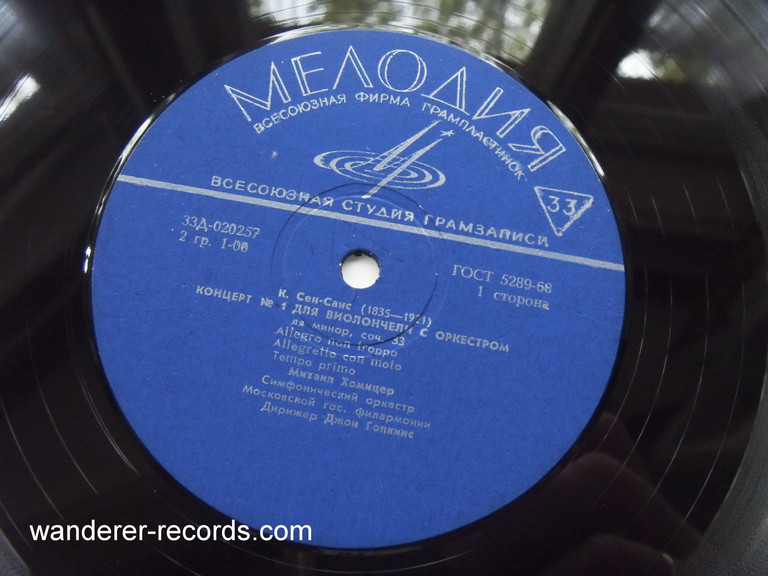 МЕЛОДИЯ
ВСЕСОЮЗНАЯ ФИРМА ГРАМПЛАСТИНОК
33
ВСЕСОЮЗНАЯ СТУДИЯ ГРАМЗАПИСИ
33Д-020257
2 гр. 1-00
ГОСТ 5289-68
1 сторона
К. Сен-Санс (1835—1921)
КОНЦЕРТ № 1 ДЛЯ ВИОЛОНЧЕЛИ С ОРКЕСТРОМ
ля минор, соч. 33
Allegro non troppo
Allegretto con moto
Tempo primo
Михаил Хомицер
Симфонический оркестр
Московской гос. филармонии
Дирижер Джон Гопкинс
wanderer-records.com